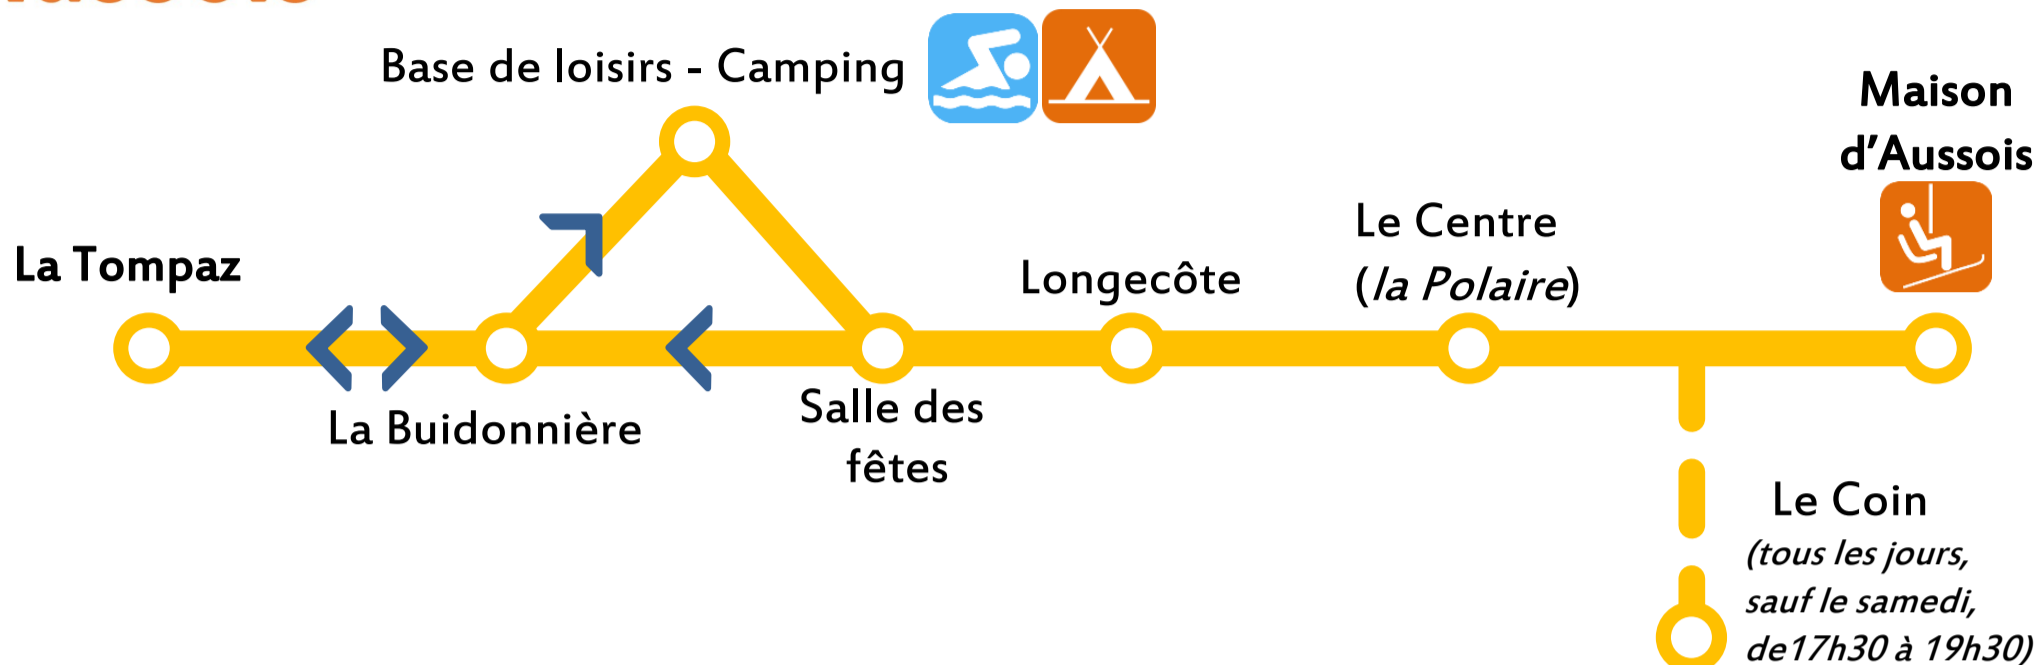 Base de loisirs - Camping
Maison
d’Aussois
Le Centre
(la Polaire)
La Tompaz
Longecôte
La Buidonnière
Salle des
fêtes
Le Coin
(tous les jours,
sauf le samedi,
de17h30 à 19h30)